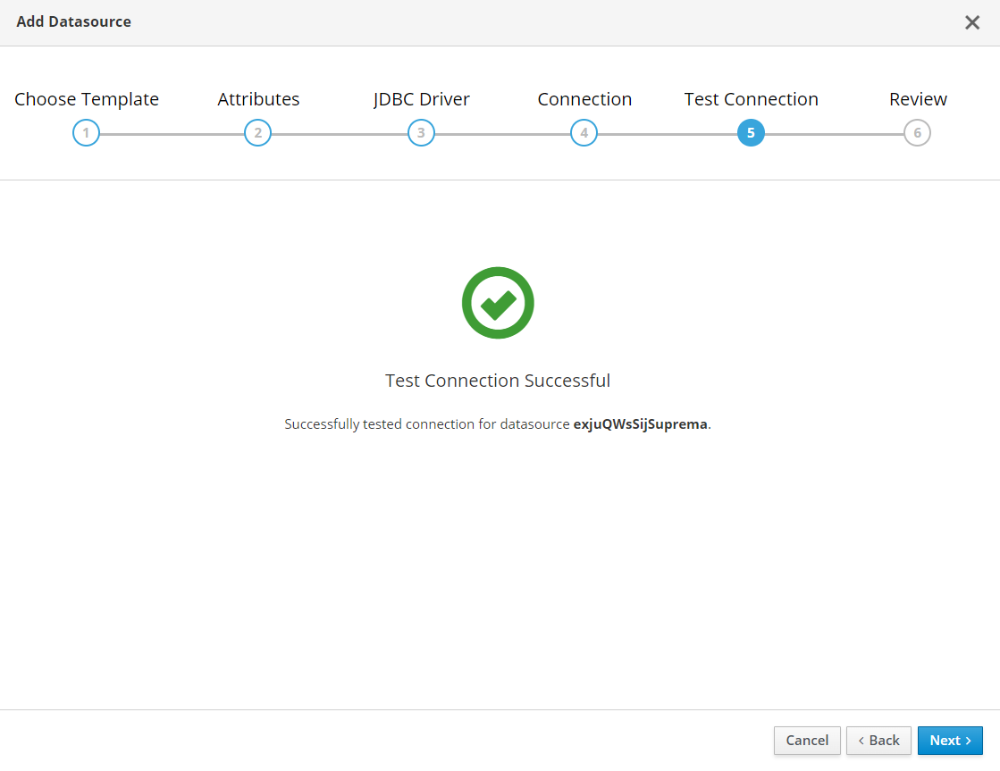 Add Datasource
Choose Template Attributes JDBC Driver Connection Test Connection Review
1 2 3 4 5 6
Test Connection Successful
Successfully tested connection for datasource exjuQWsSijSuprema.
Cancel Back Next